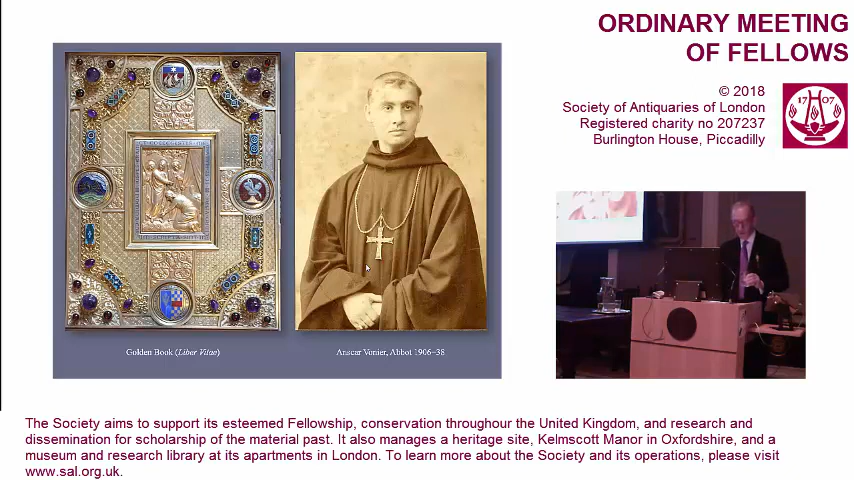 ORDINARY MEETING
OF FELLOWS
© 2018
Society of Antiquaries of London
Registered charity no 207237
Burlington House, Piccadilly
17 07
Golden Book (Liber Vitae)
Anscar Vonier, Abbot 1906–38
The Society aims to support its esteemed Fellowship, conservation throughour the United Kingdom, and research and
dissemination for scholarship of the material past. It also manages a heritage site, Kelmscott Manor in Oxfordshire, and a
museum and research library at its apartments in London. To learn more about the Society and its operations, please visit
www.sal.org.uk.